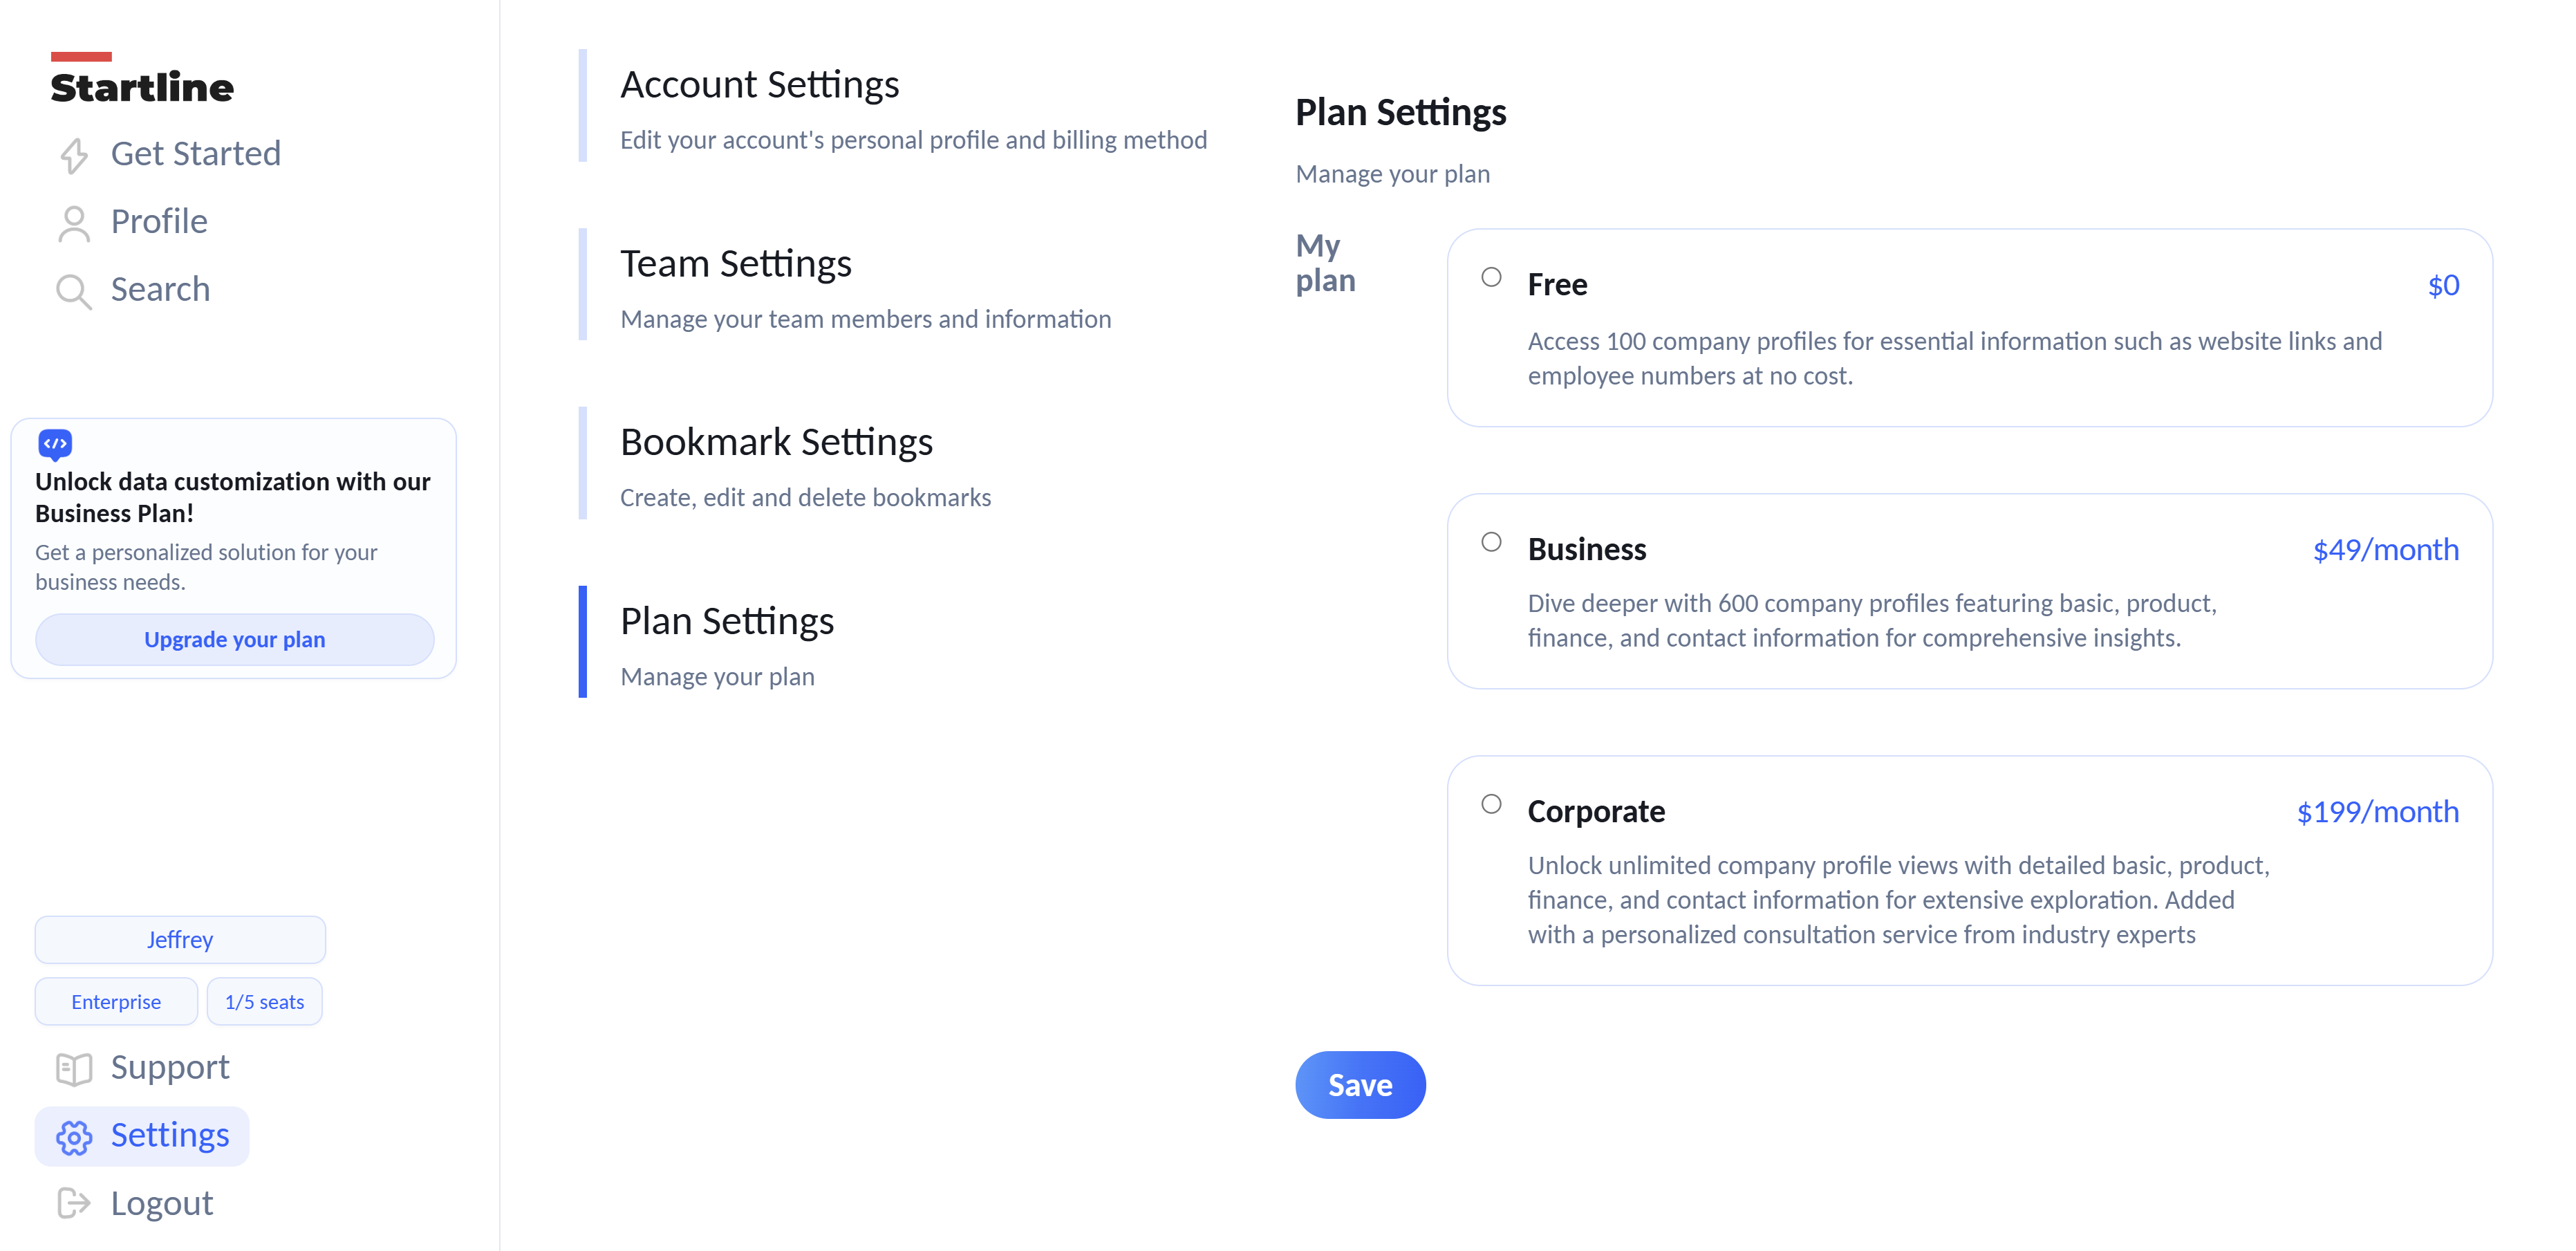 Startline
Get Started
Profile
Search
Unlock data customization with our
Business Plan!
Get a personalized solution for your
business needs.
Upgrade your plan
Jeffrey
Enterprise
1/5 seats
Support
Settings
Logout
Account Settings
Edit your account's personal profile and billing method
Team Settings
Manage your team members and information
Bookmark Settings
Create, edit and delete bookmarks
Plan Settings
Manage your plan
Plan Settings
Manage your plan
My
plan
Free
$0
Access 100 company profiles for essential information such as website links and
employee numbers at no cost.
Business
$49/month
Dive deeper with 600 company profiles featuring basic, product,
finance, and contact information for comprehensive insights.
Corporate
$199/month
Unlock unlimited company profile views with detailed basic, product,
finance, and contact information for extensive exploration. Added
with a personalized consultation service from industry experts
Save